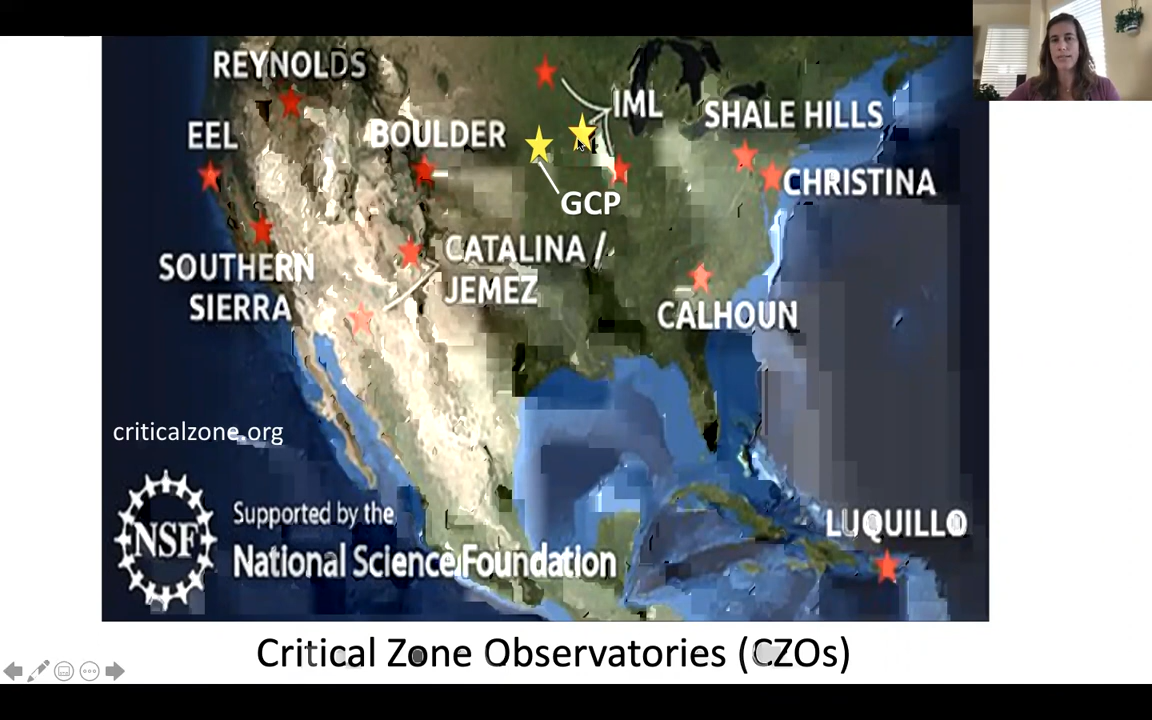 REYNOLDS
EEL
BOULDER
IML
SHALE HILLS
CHRISTINA
GCP
SOUTHERN
SIERRA
CATALINA /
JEMEZ
CALHOUN
criticalzone.org
LUQUILLO
NSF
Supported by the
National Science Foundation
Critical Zone Observatories (CZOs)